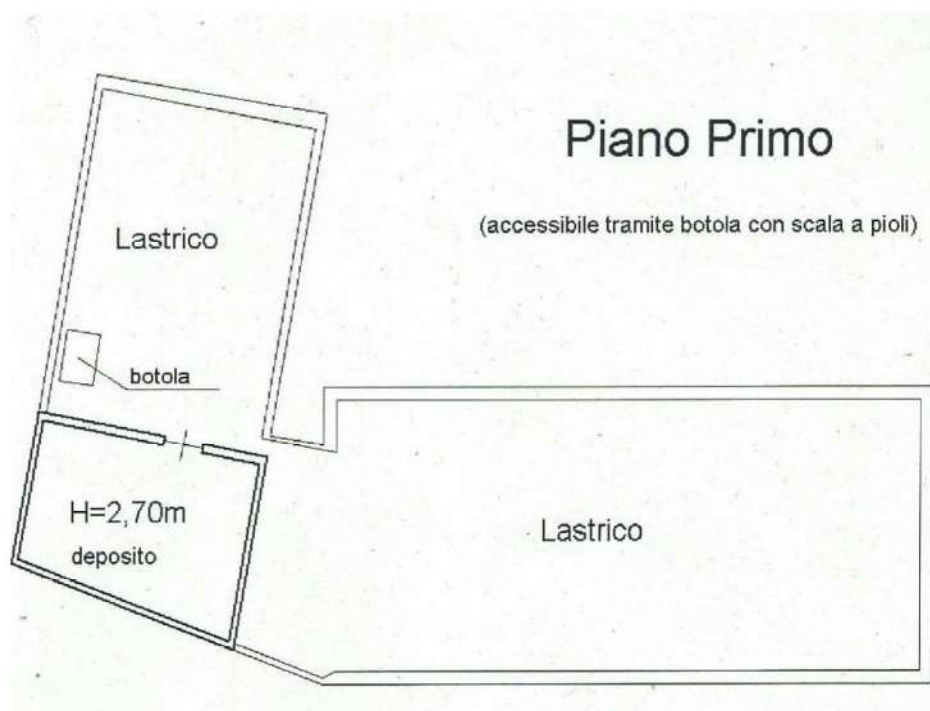 Piano Primo
(accessibile tramite botola con scala a pioli)
Lastrico
botola
H=2,70m
deposito
Lastrico